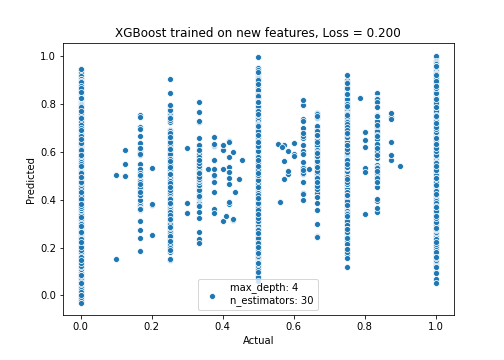 XGBoost trained on new features, Loss = 0.200
1.0
0.8
0.6
0.4
0.2
0.0
Predicted
max_depth: 4
n_estimators: 30
0.0 0.2 0.4 0.6 0.8 1.0
Actual